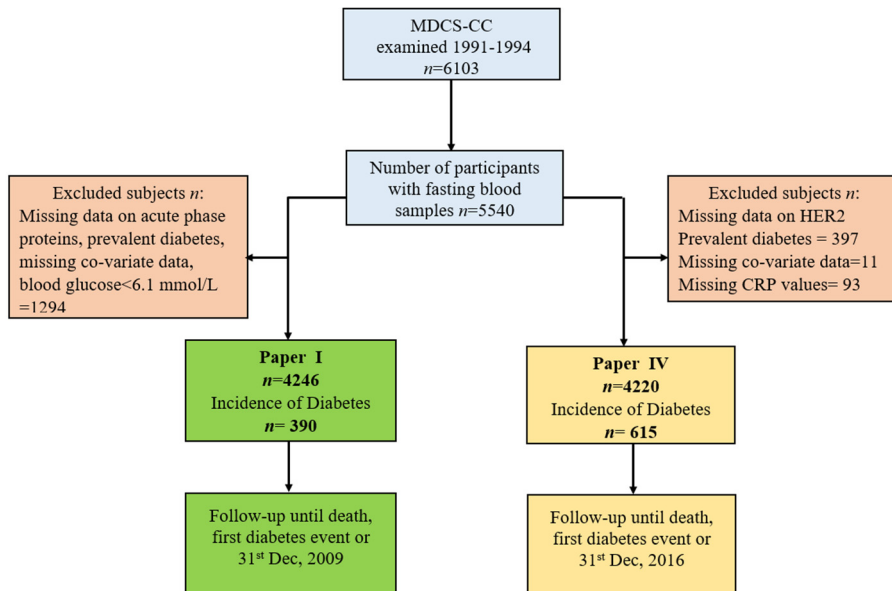 MDCS-CC
examined 1991-1994
n=6103
Number of participants
with fasting blood
samples n=5540
Excluded subjects n:
Missing data on acute phase
proteins, prevalent diabetes,
missing co-variate data,
blood glucose<6.1 mmol/L
=1294
Excluded subjects n:
Missing data on HER2
Prevalent diabetes = 397
Missing co-variate data=11
Missing CRP values= 93
Paper I
n=4246
Incidence of Diabetes
n= 390
Paper IV
n=4220
Incidence of Diabetes
n= 615
Follow-up until death,
first diabetes event or
31st Dec, 2009
Follow-up until death,
first diabetes event or
31st Dec, 2016